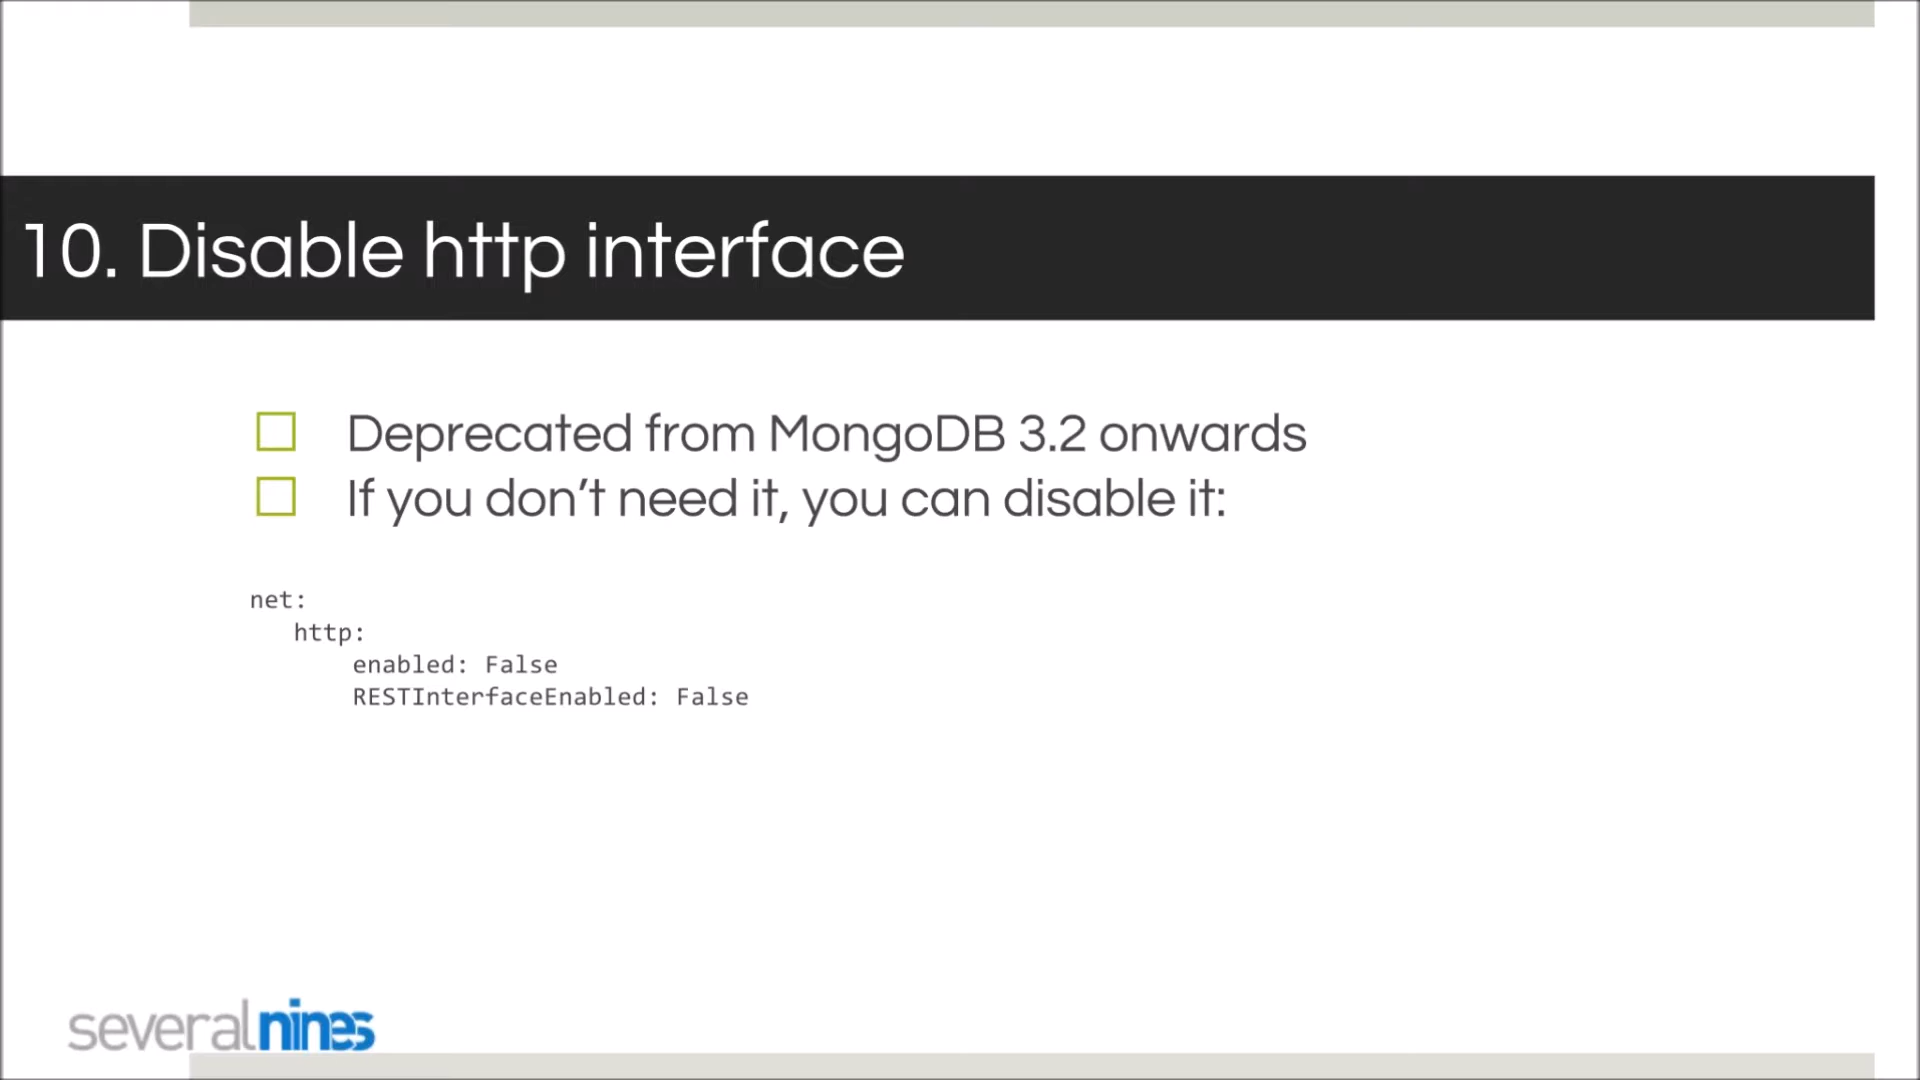 10. Disable http interface
Deprecated from MongoDB 3.2 onwards
If you don’t need it, you can disable it:
net:
http:
enabled: False
RESTInterfaceEnabled: False
severalnines